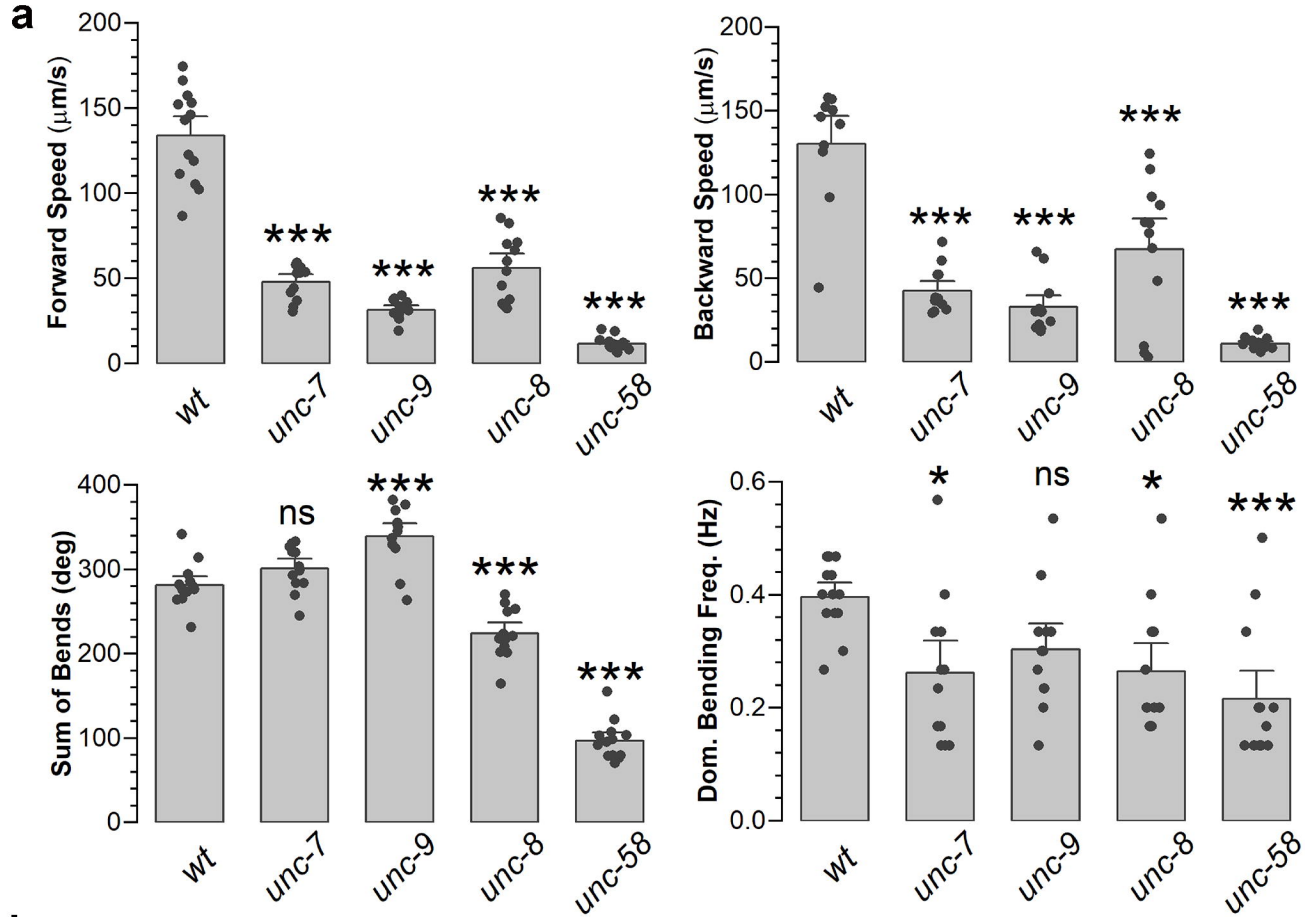 a
Forward Speed (μm/s)
200
150
100
50
0
***
***
***
***
wt
unc-7
unc-9
unc-8
unc-58
Backward Speed (μm/s)
200
150
100
50
0
***
***
***
***
wt
unc-7
unc-9
unc-8
unc-58
Sum of Bends (deg)
400
300
200
100
0
ns
***
***
***
wt
unc-7
unc-9
unc-8
unc-58
Dom. Bending Freq. (Hz)
0.6
0.4
0.2
0.0
*
ns
*
***
wt
unc-7
unc-9
unc-8
unc-58